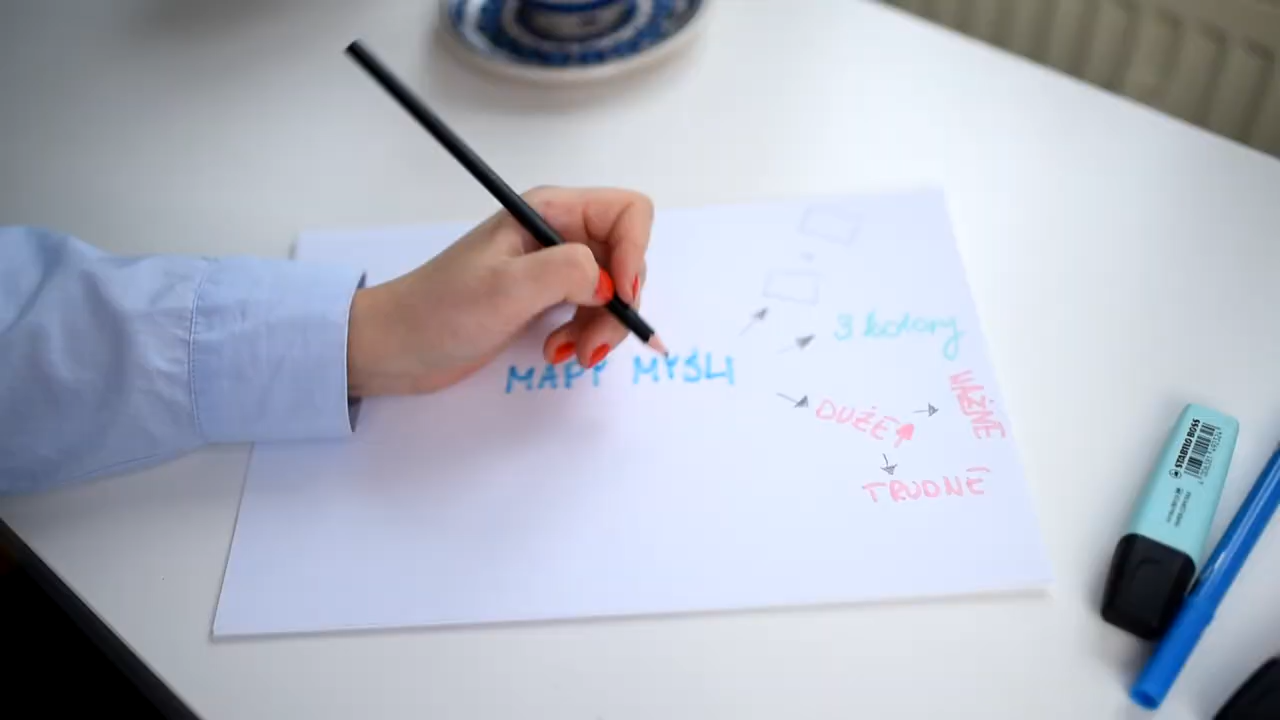 MAPY MYŚLI
3 kolory
DUŻE
WAŻNE
TRUDNE
STABILO BOSS